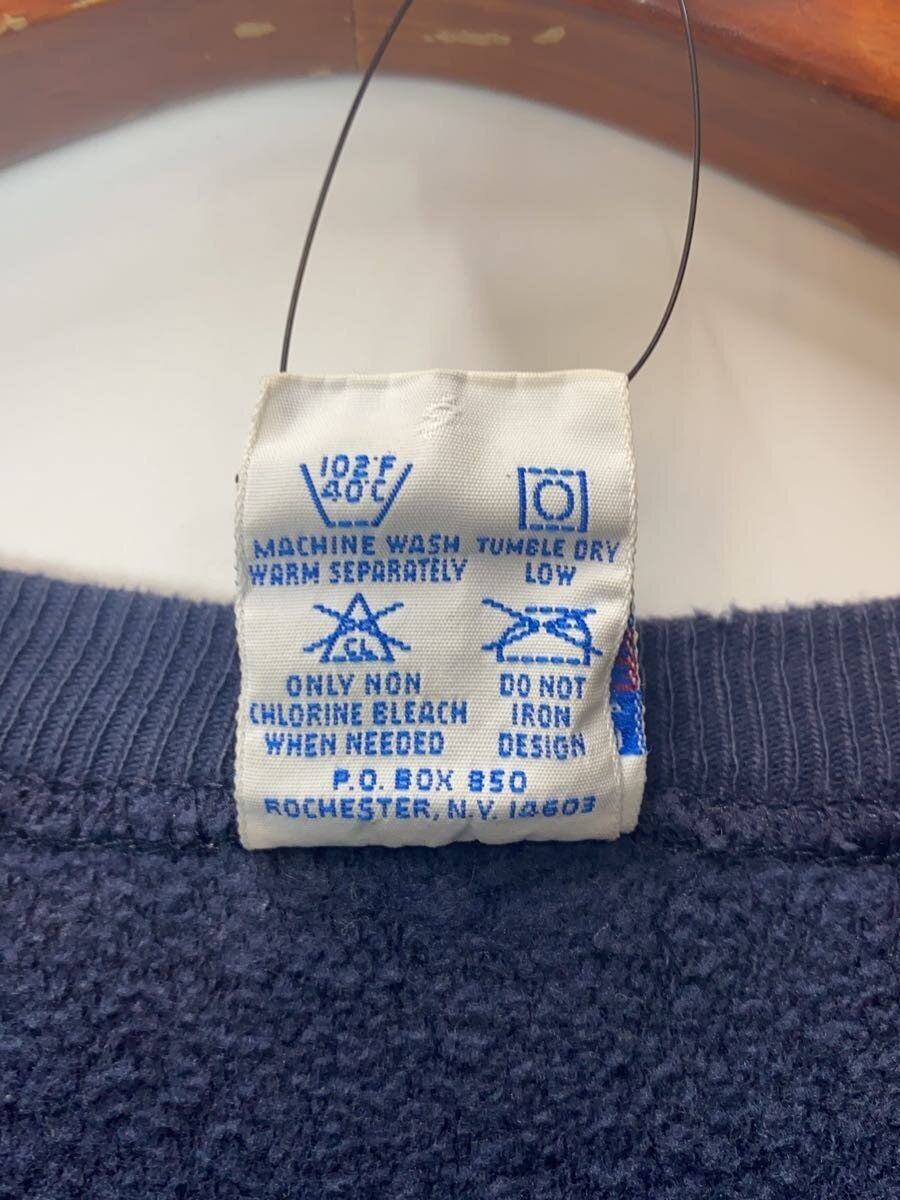 102°F
40°C
MACHINE WASH
WARM SEPARATELY
TUMBLE DRY
LOW
CL
ONLY NON
CHLORINE BLEACH
WHEN NEEDED
DO NOT
IRON
DESIGN
P.O. BOX 850
ROCHESTER, N.Y. 14603